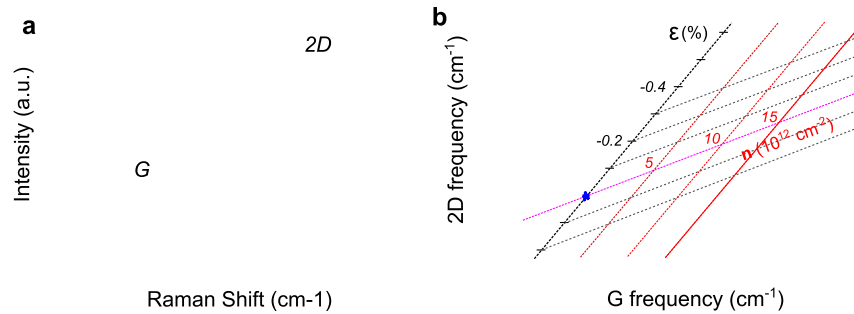 a
2D
G
Intensity (a.u.)
Raman Shift (cm-1)
b
ε(%)
-0.4
-0.2
5
10
15
n (10¹² cm⁻²)
2D frequency (cm⁻¹)
G frequency (cm⁻¹)